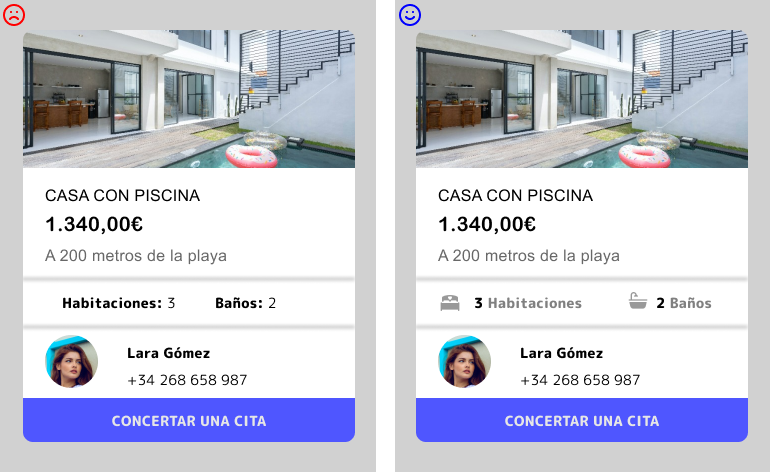 CASA CON PISCINA
1.340,00€
A 200 metros de la playa
Habitaciones: 3 Baños: 2
Lara Gómez
+34 268 658 987
CONCERTAR UNA CITA
CASA CON PISCINA
1.340,00€
A 200 metros de la playa
3 Habitaciones 2 Baños
Lara Gómez
+34 268 658 987
CONCERTAR UNA CITA